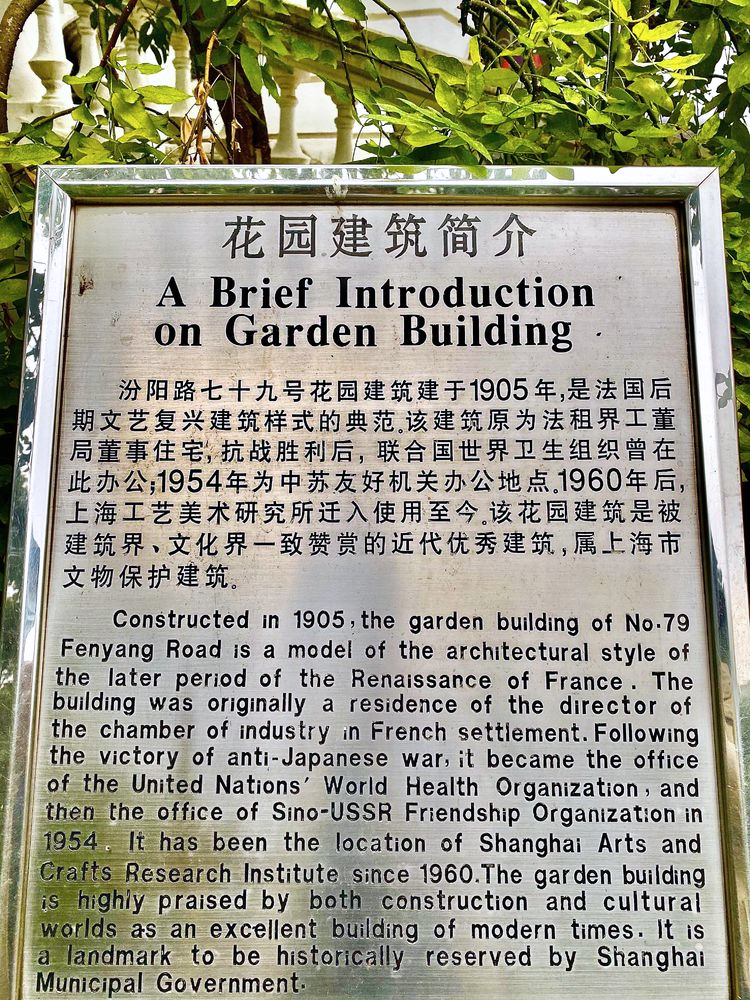 花园建筑简介
A Brief Introduction
on Garden Building
汾阳路七十九号花园建筑建于1905年,是法国后
期文艺复兴建筑样式的典范。该建筑原为法租界工董
局董事住宅,抗战胜利后,联合国世界卫生组织曾在
此办公;1954年为中苏友好机关办公地点。1960年后,
上海工艺美术研究所迁入使用至今。该花园建筑是被
建筑界、文化界一致赞赏的近代优秀建筑,属上海市
文物保护建筑。
Constructed in 1905, the garden building of No.79
Fenyang Road is a model of the architectural style of
the later period of the Renaissance of France. The
building was originally a residence of the director of
the chamber of industry in French settlement. Following
the victory of anti-Japanese war, it became the office
of the United Nations' World Health Organization, and
then the office of Sino-USSR Friendship Organization in
1954. It has been the location of Shanghai Arts and
Crafts Research Institute since 1960. The garden building
is highly praised by both construction and cultural
worlds as an excellent building of modern times. It is
a landmark to be historically reserved by Shanghai
Municipal Government.